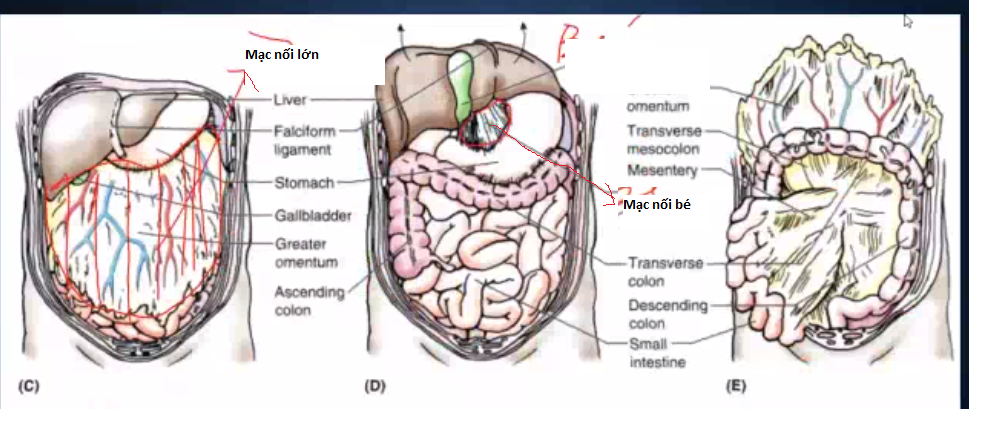 Mạc nối lớn
Liver
Falciform
ligament
Stomach
Gallbladder
Greater
omentum
Ascending
colon
omentum
Transverse
mesocolon
Mesentery
Mạc nối bé
Transverse
colon
Descending
colon
Small
intestine
(C)
(D)
(E)